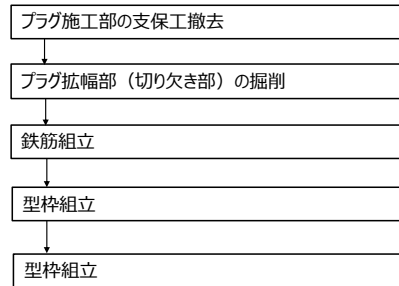 プラグ施工部の支保工撤去
プラグ拡幅部（切り欠き部）の掘削
鉄筋組立
型枠組立
型枠組立